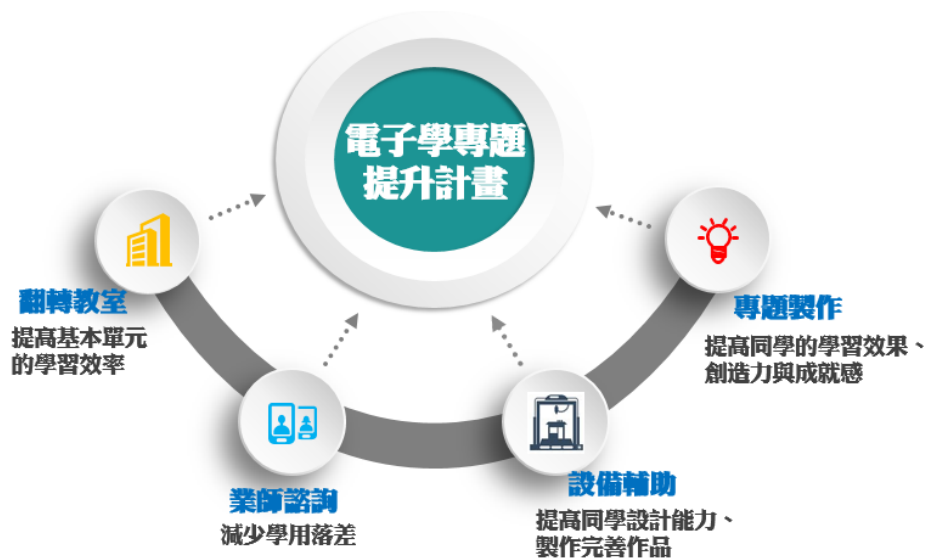 電子學專題
提升計畫
翻轉教室
提高基本單元
的學習效率
業師諮詢
減少學用落差
設備輔助
提高同學設計能力、
製作完善作品
專題製作
提高同學的學習效果、
創造力與成就感